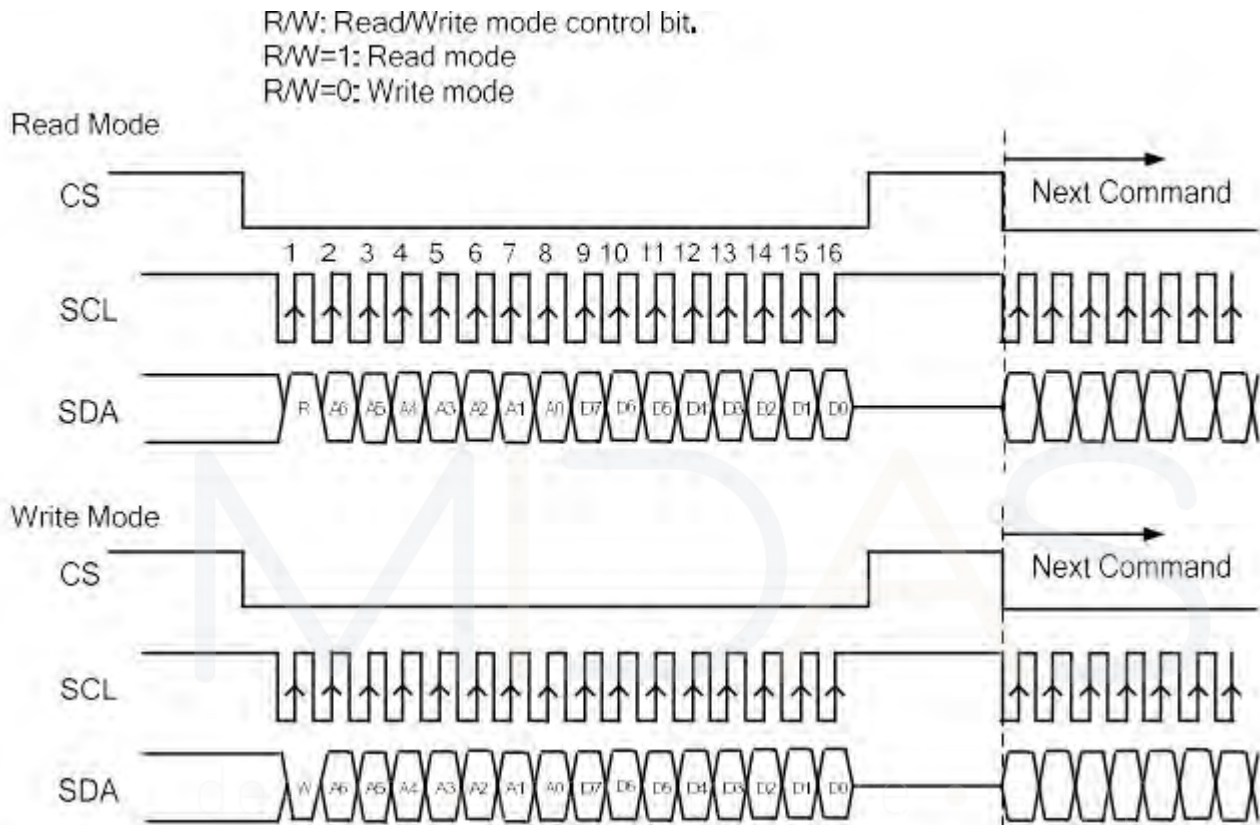 R/W: Read/Write mode control bit.
R/W=1: Read mode
R/W=0: Write mode
Read Mode
CS
Next Command
1 2 3 4 5 6 7 8 9 10 11 12 13 14 15 16
SCL
SDA
R A6 A5 A4 A3 A2 A1 A0 D7 D6 D5 D4 D3 D2 D1 D0
MIDAS
Write Mode
CS
Next Command
SCL
SDA
W A6 A5 A4 A3 A2 A1 A0 D7 D6 D5 D4 D3 D2 D1 D0